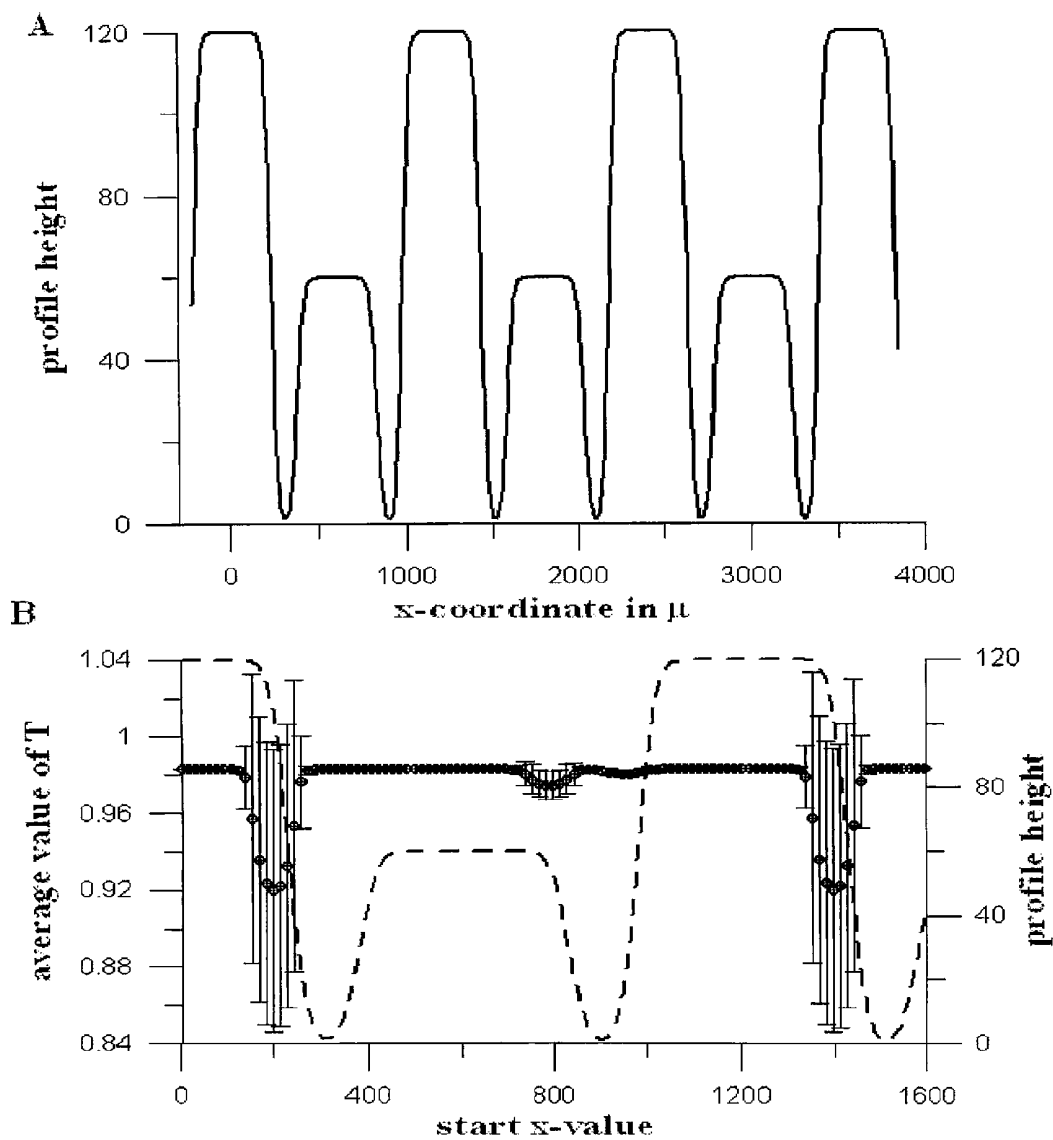 A
120
80
40
0
profile height
0 1000 2000 3000 4000
x-coordinate in μ
B
1.04
1
0.96
0.92
0.88
0.84
average value of T
120
80
40
0
profile height
0 400 800 1200 1600
start x-value